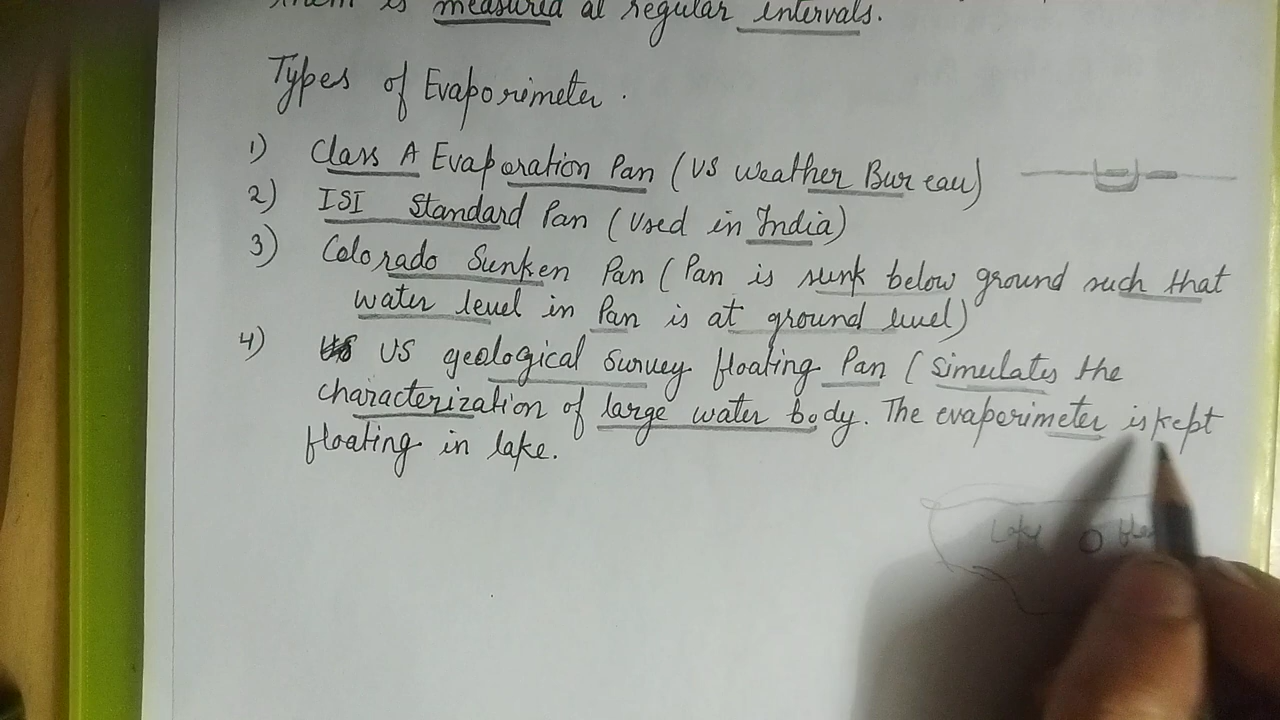 them is measured at regular intervals.
Types of Evaporimeter.
1) Class A Evaporation Pan (US Weather Bureau)
2) ISI Standard Pan (Used in India)
3) Colorado Sunken Pan (Pan is sunk below ground such that
water level in Pan is at ground level)
4) US geological Survey floating Pan (Simulates the
characterization of large water body. The evaporimeter is kept
floating in lake.
Lake